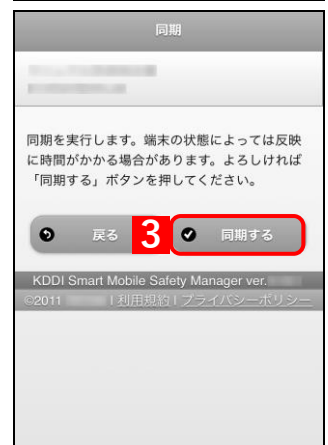 同期
同期を実行します。端末の状態によっては反映
に時間がかかる場合があります。よろしければ
「同期する」ボタンを押してください。
戻る 3 同期する
KDDI Smart Mobile Safety Manager ver.
©2011 | 利用規約 | プライバシーポリシー